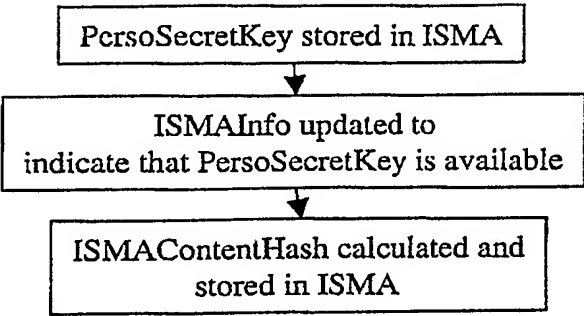 PersoSecretKey stored in ISMA
ISMAInfo updated to
indicate that PersoSecretKey is available
ISMAContentHash calculated and
stored in ISMA